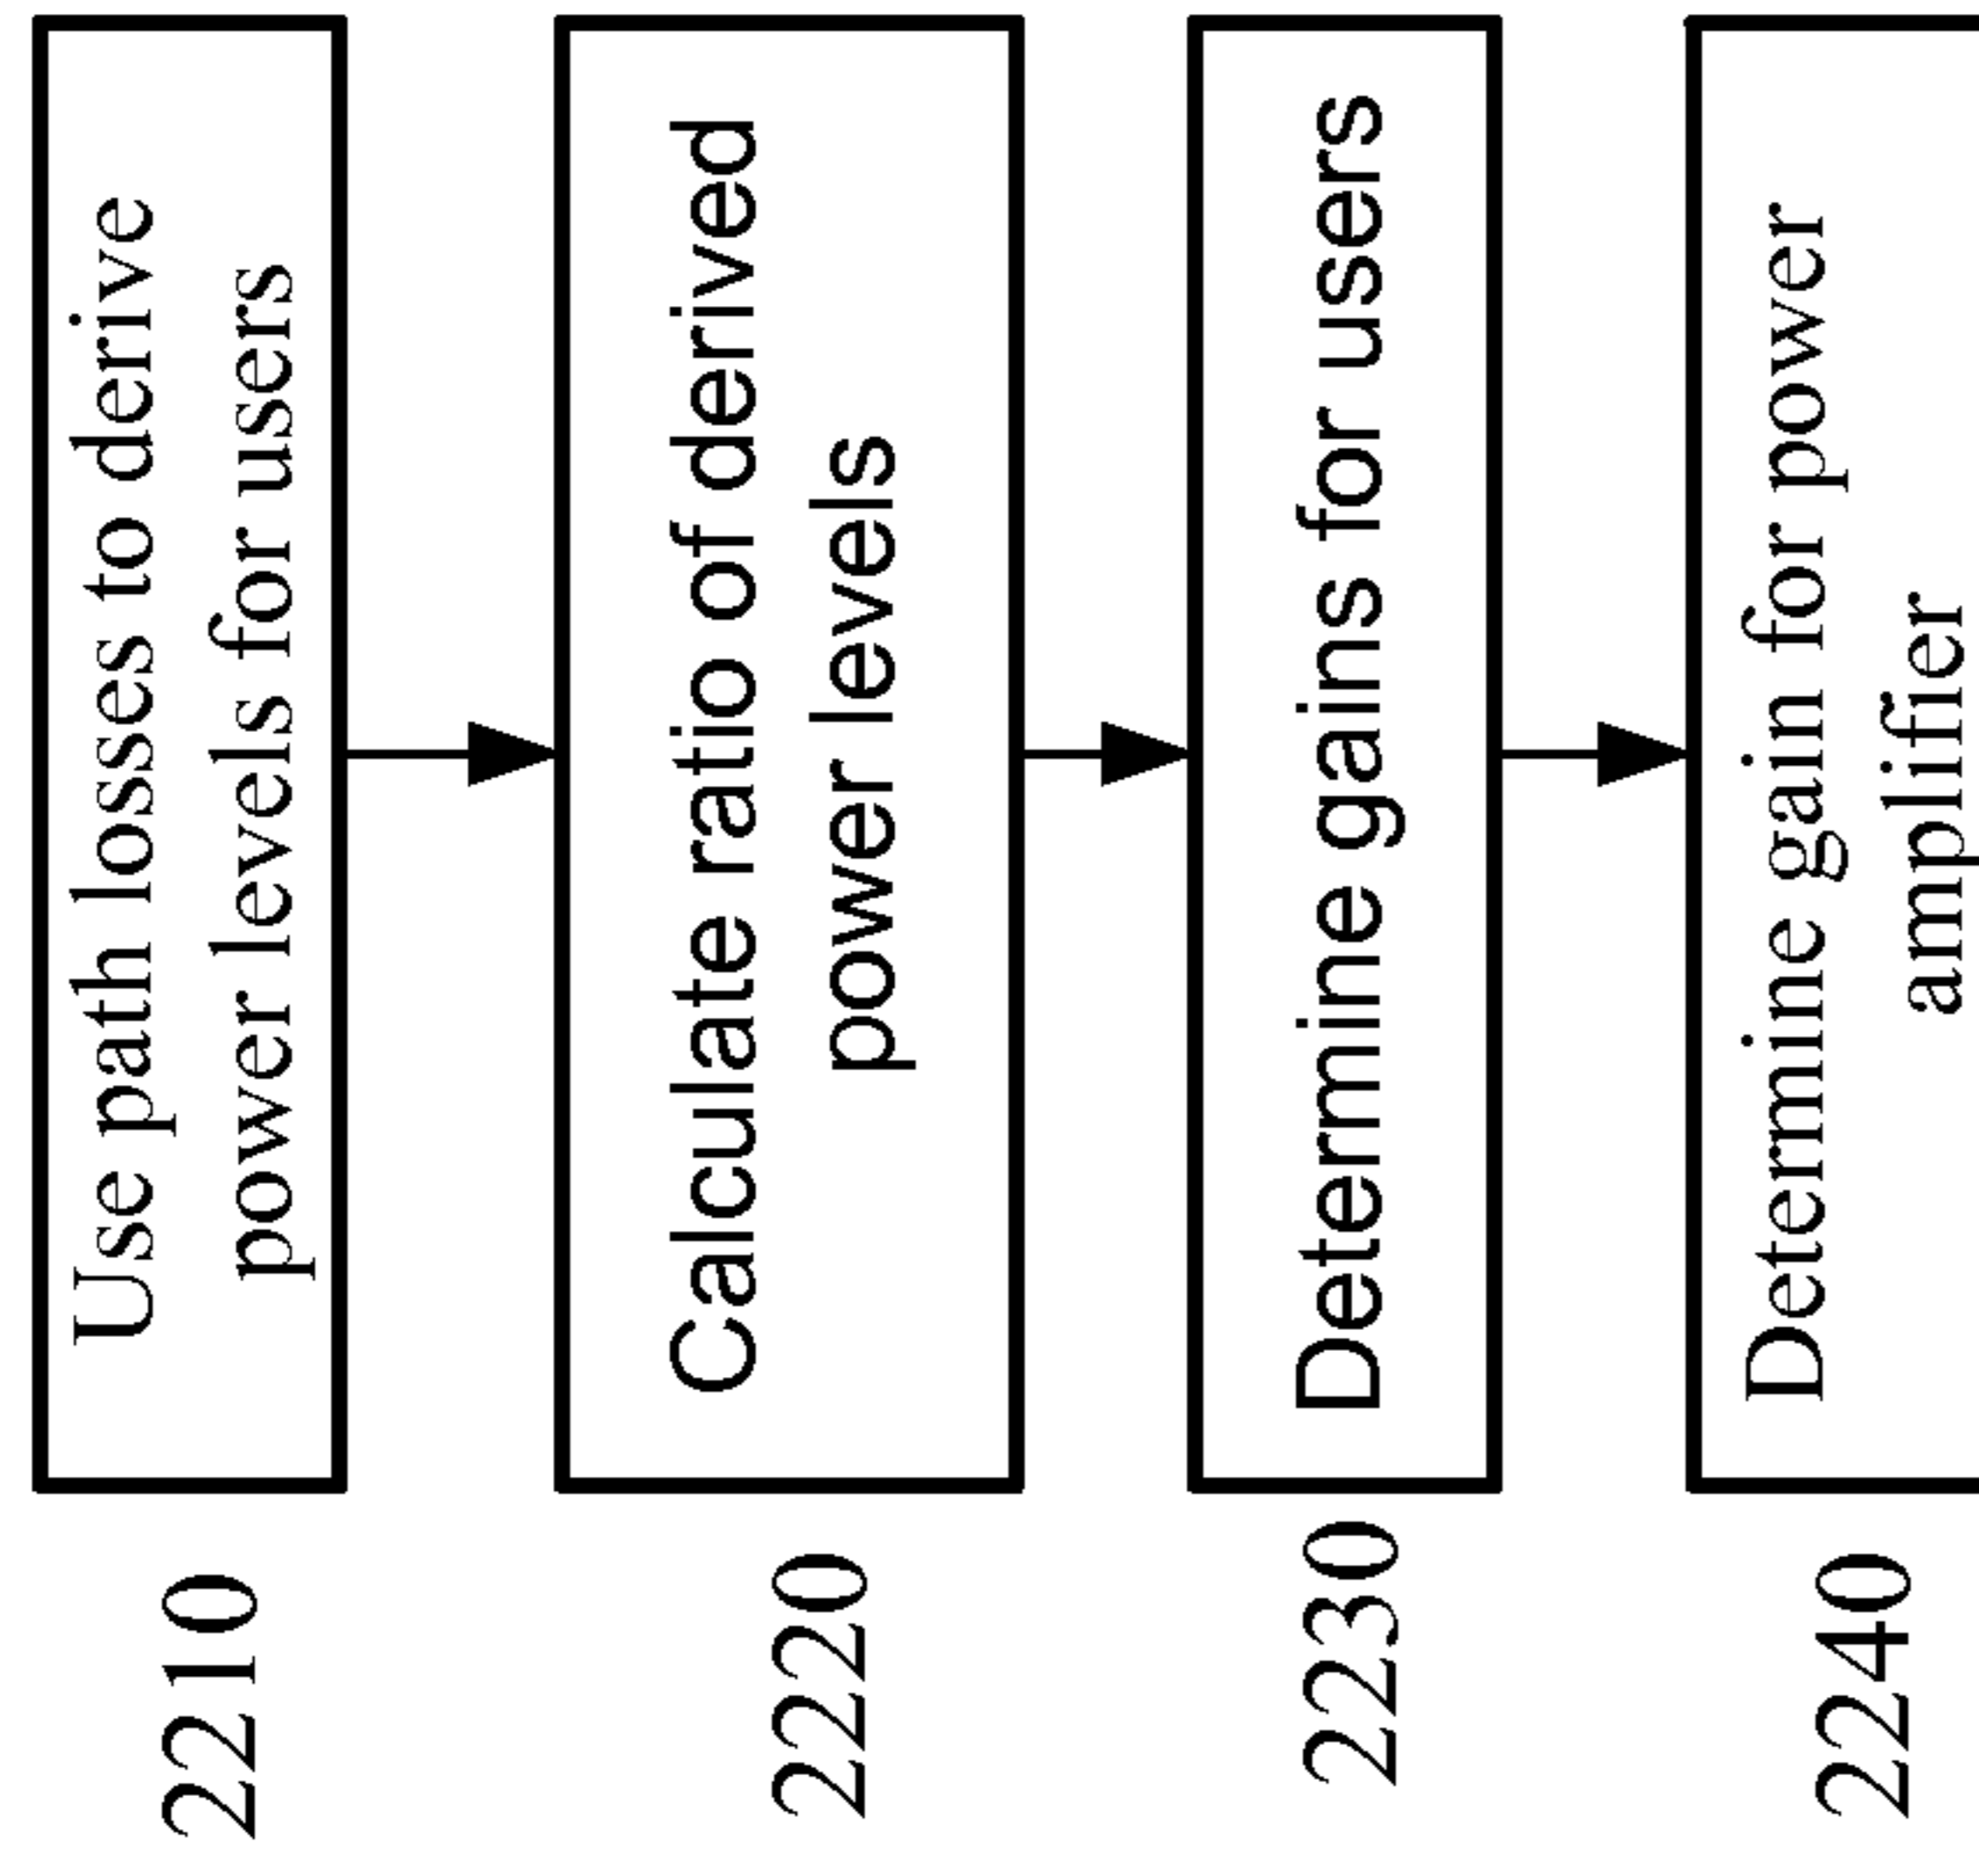 2210
Use path losses to derive
power levels for users
2220
Calculate ratio of derived
power levels
2230
Determine gains for users
2240
Determine gain for power
amplifier